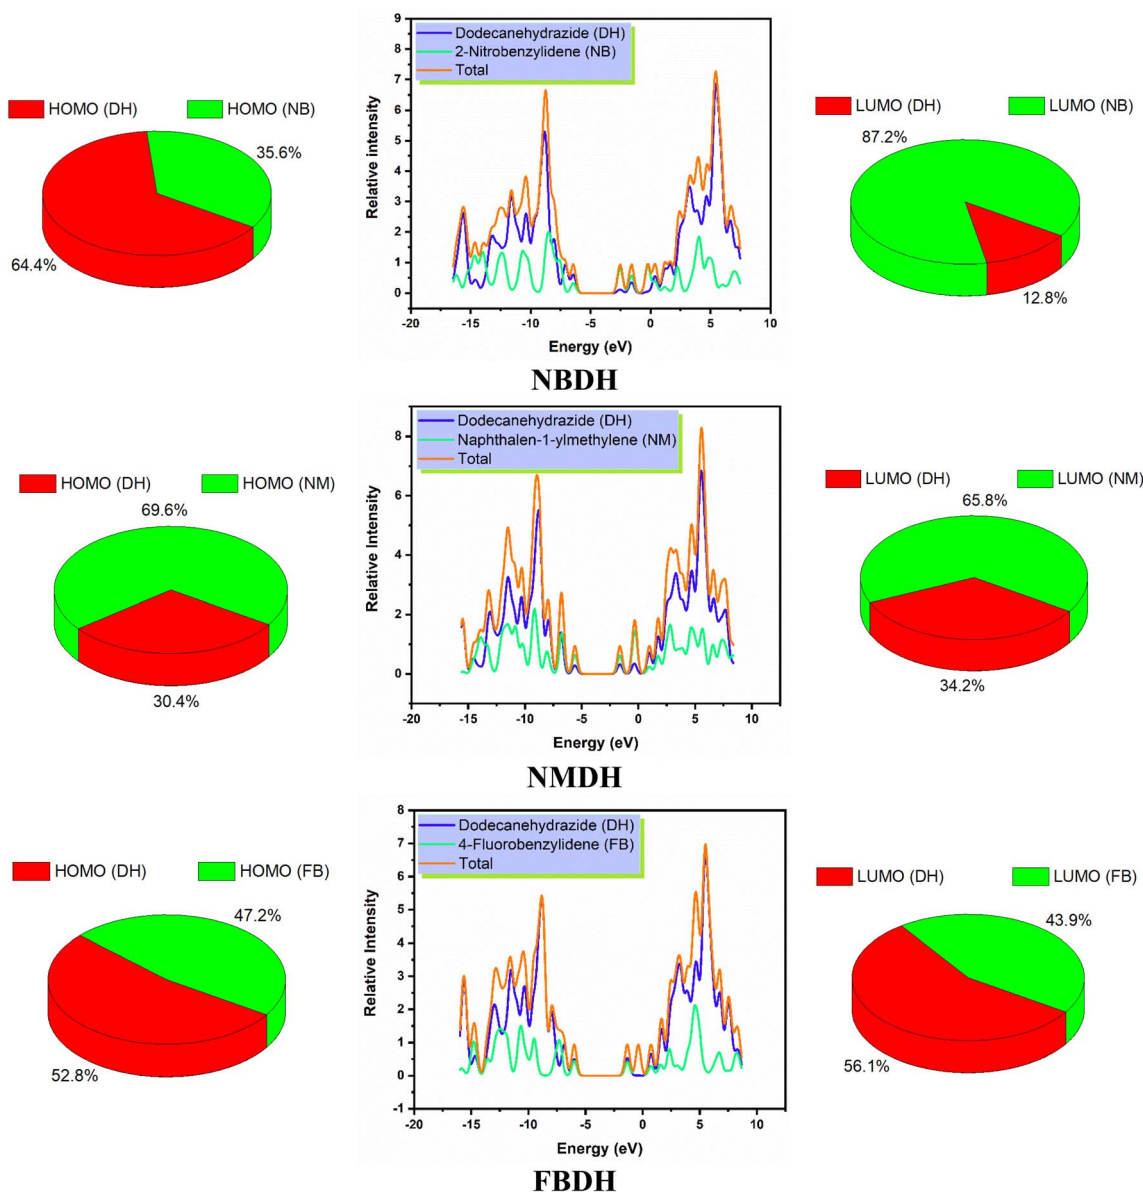 HOMO (DH) HOMO (NB)
35.6%
64.4%
9
8
7
6
5
4
3
2
1
0
Relative intensity
Dodecanehydrazide (DH)
2-Nitrobenzylidene (NB)
Total
-20 -15 -10 -5 0 5 10
Energy (eV)
LUMO (DH) LUMO (NB)
87.2%
12.8%
NBDH
HOMO (DH) HOMO (NM)
69.6%
30.4%
8
6
4
2
0
Relative Intensity
Dodecanehydrazide (DH)
Naphthalen-1-ylmethylene (NM)
Total
-20 -15 -10 -5 0 5 10
Energy (eV)
LUMO (DH) LUMO (NM)
65.8%
34.2%
NMDH
HOMO (DH) HOMO (FB)
47.2%
52.8%
8
7
6
5
4
3
2
1
0
-1
Relative Intensity
Dodecanehydrazide (DH)
4-Fluorobenzylidene (FB)
Total
-20 -15 -10 -5 0 5 10
Energy (eV)
LUMO (DH) LUMO (FB)
43.9%
56.1%
FBDH